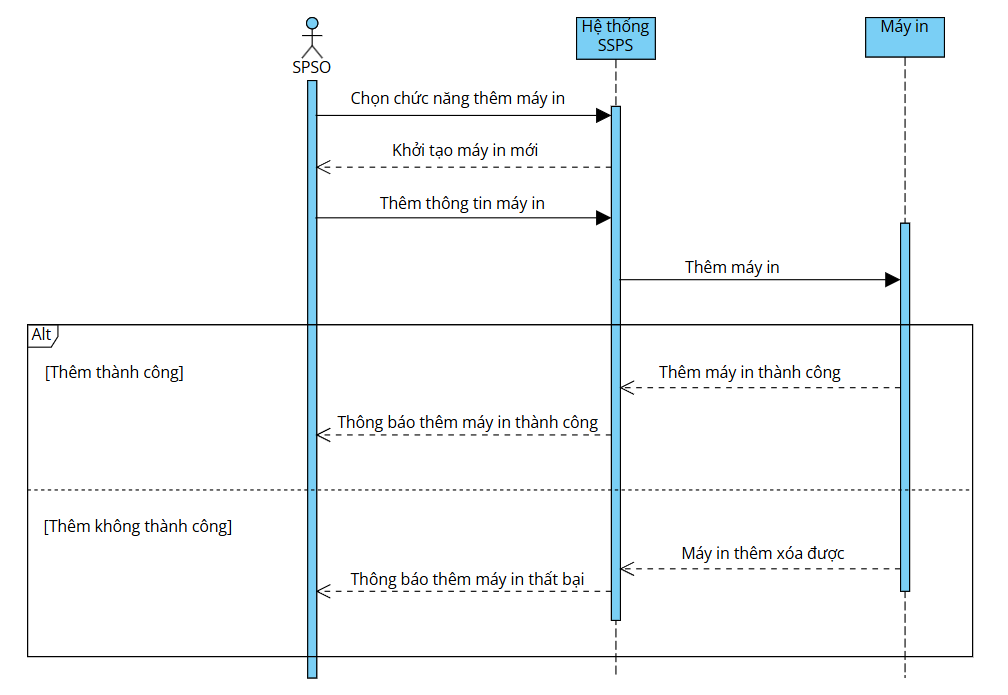 SPSO
Hệ thống
SSPS
Máy in
Chọn chức năng thêm máy in
Khởi tạo máy in mới
Thêm thông tin máy in
Thêm máy in
Alt
[Thêm thành công]
Thêm máy in thành công
Thông báo thêm máy in thành công
[Thêm không thành công]
Máy in thêm xóa được
Thông báo thêm máy in thất bại